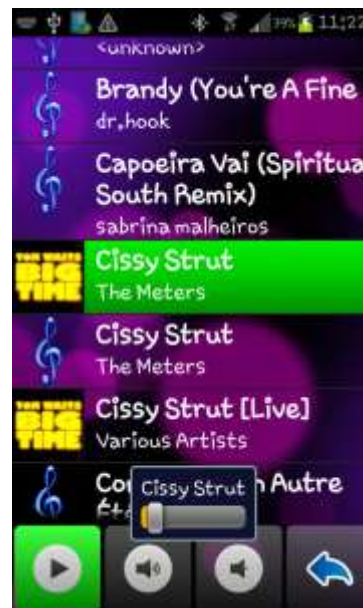 39% 11:22
<unknown>
Brandy (You're A Fine
dr.hook
Capoeira Vai (Spiritua
South Remix)
sabrina malheiros
TOM WAITS
BIG
TIME
Cissy Strut
The Meters
Cissy Strut
The Meters
TOM WAITS
BIG
TIME
Cissy Strut [Live]
Various Artists
Autre
Cissy Strut